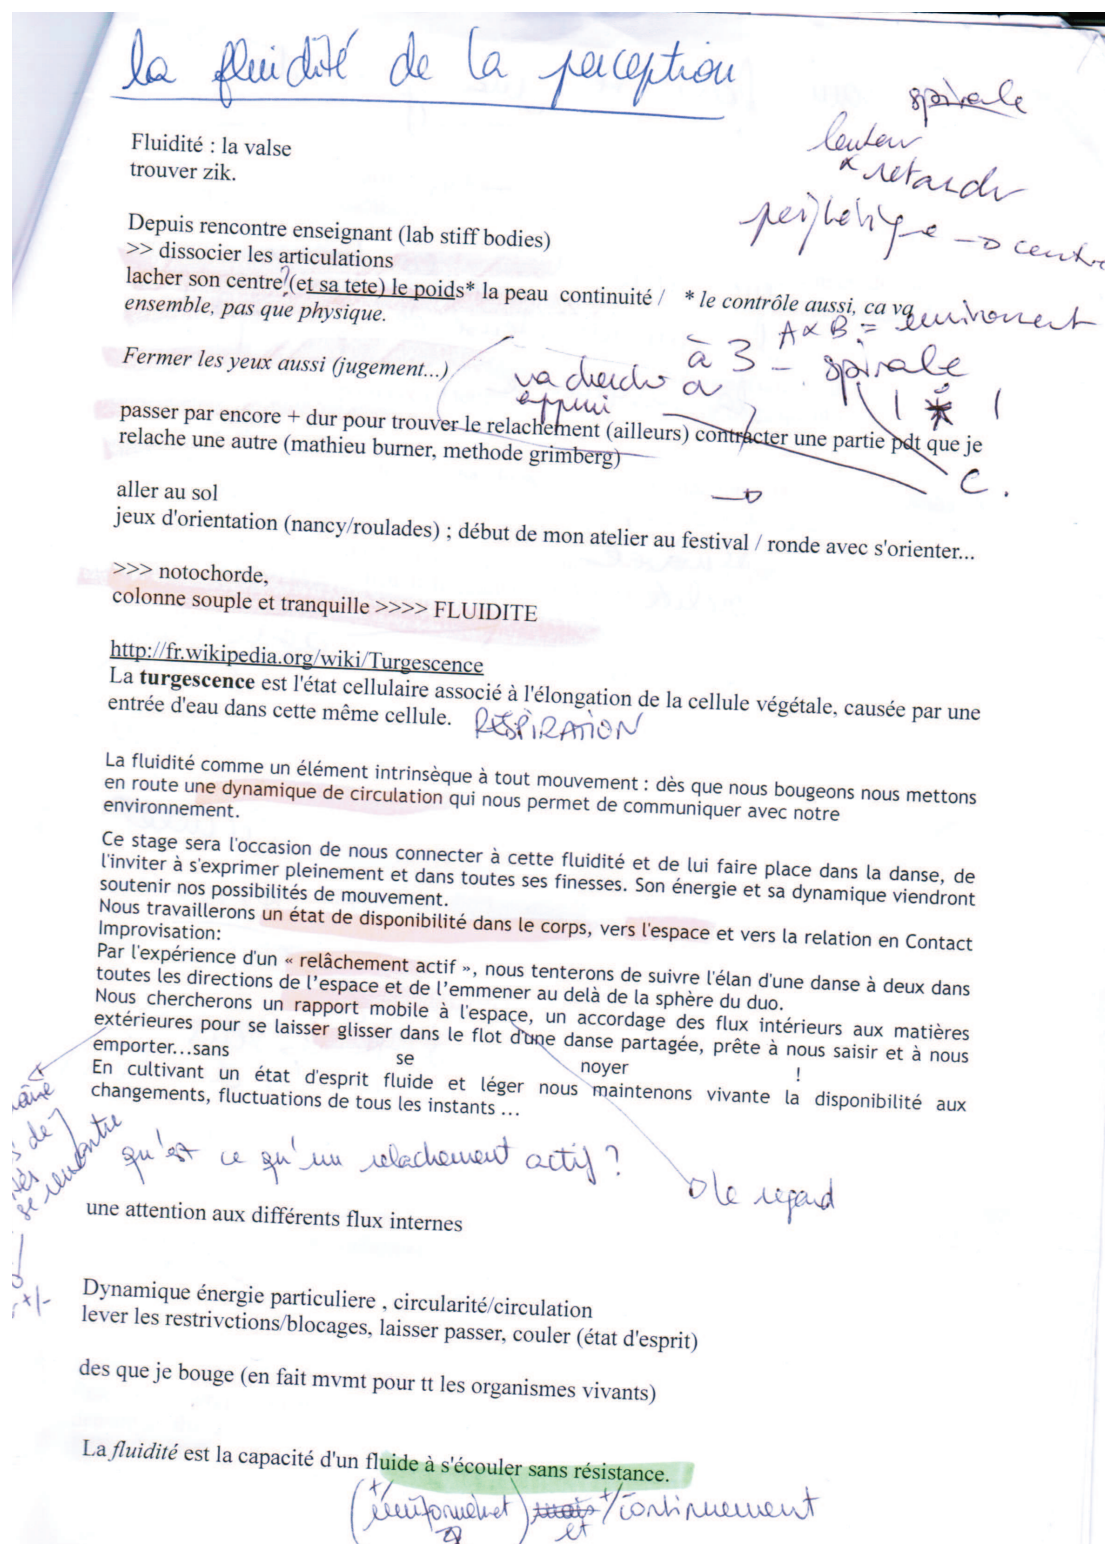 la fluidité de la perception
spirale
lenteur
retarder
périphérique → centre
Fluidité : la valse
trouver zik.
Depuis rencontre enseignant (lab stiff bodies)
>> dissocier les articulations
lacher son centre?(et sa tete) le poids* la peau  continuité /   * le contrôle aussi, ca va
ensemble, pas que physique.
A x B = environment
à 3 - spirale
Fermer les yeux aussi (jugement...)
va chercher
appui
passer par encore + dur pour trouver le relachement (ailleurs) contracter une partie pdt que je
relache une autre (mathieu burner, methode grimberg)
C.
aller au sol
jeux d'orientation (nancy/roulades) ; début de mon atelier au festival / ronde avec s'orienter...
>>> notochorde,
colonne souple et tranquille >>>> FLUIDITE
http://fr.wikipedia.org/wiki/Turgescence
La turgescence est l'état cellulaire associé à l'élongation de la cellule végétale, causée par une
entrée d'eau dans cette même cellule. RESPIRATION
La fluidité comme un élément intrinsèque à tout mouvement : dès que nous bougeons nous mettons
en route une dynamique de circulation qui nous permet de communiquer avec notre
environnement.
Ce stage sera l'occasion de nous connecter à cette fluidité et de lui faire place dans la danse, de
l'inviter à s'exprimer pleinement et dans toutes ses finesses. Son énergie et sa dynamique viendront
soutenir nos possibilités de mouvement.
Nous travaillerons un état de disponibilité dans le corps, vers l'espace et vers la relation en Contact
Improvisation:
Par l'expérience d'un « relâchement actif », nous tenterons de suivre l'élan d'une danse à deux dans
toutes les directions de l'espace et de l'emmener au delà de la sphère du duo.
Nous chercherons un rapport mobile à l'espace, un accordage des flux intérieurs aux matières
extérieures pour se laisser glisser dans le flot d'une danse partagée, prête à nous saisir et à nous
emporter...sans se noyer !
En cultivant un état d'esprit fluide et léger nous maintenons vivante la disponibilité aux
changements, fluctuations de tous les instants ...
de
se rencontre
+/-
qu'est ce qu'un relachement actif ?
le regard
une attention aux différents flux internes
Dynamique énergie particuliere , circularité/circulation
lever les restrivctions/blocages, laisser passer, couler (état d'esprit)
des que je bouge (en fait mvmt pour tt les organismes vivants)
La fluidité est la capacité d'un fluide à s'écouler sans résistance.
(+/uniformément) mais +/continuement
et